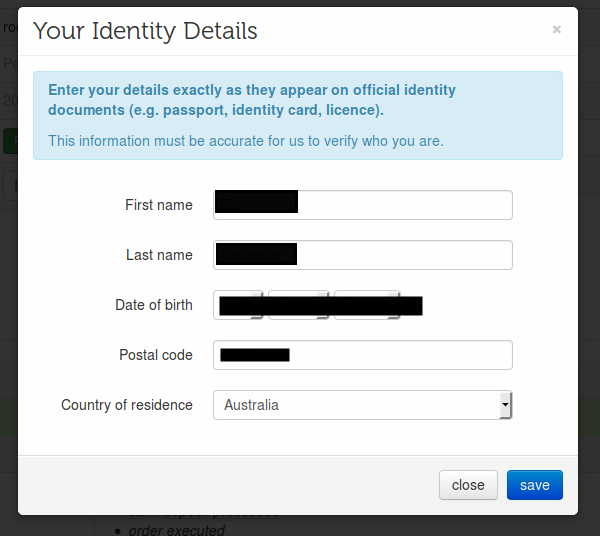 Your Identity Details ×
Enter your details exactly as they appear on official identity
documents (e.g. passport, identity card, licence).
This information must be accurate for us to verify who you are.
First name
Last name
Date of birth
Postal code
Country of residence Australia
close save
order executed